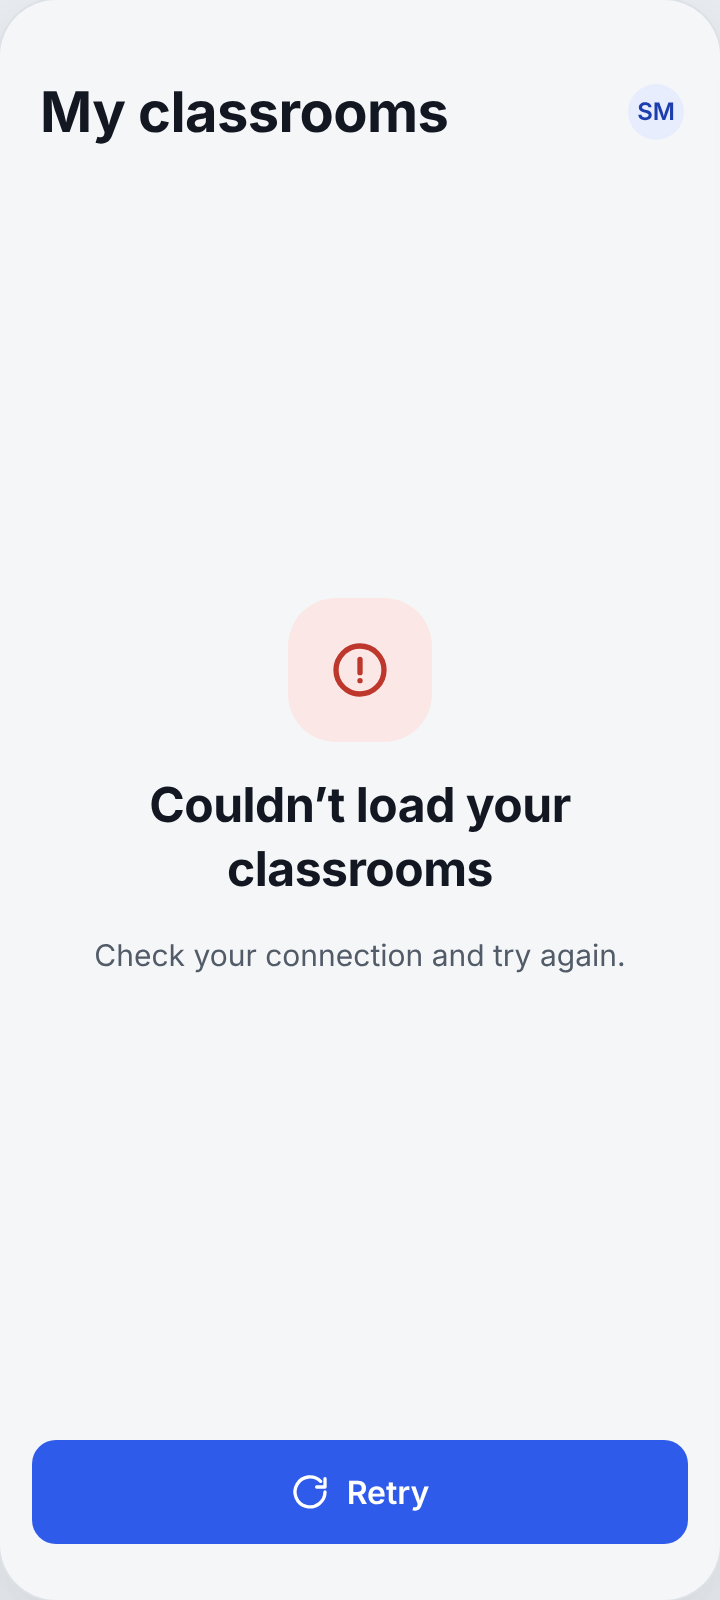 My classrooms
SM
Couldn’t load your
classrooms
Check your connection and try again.
Retry